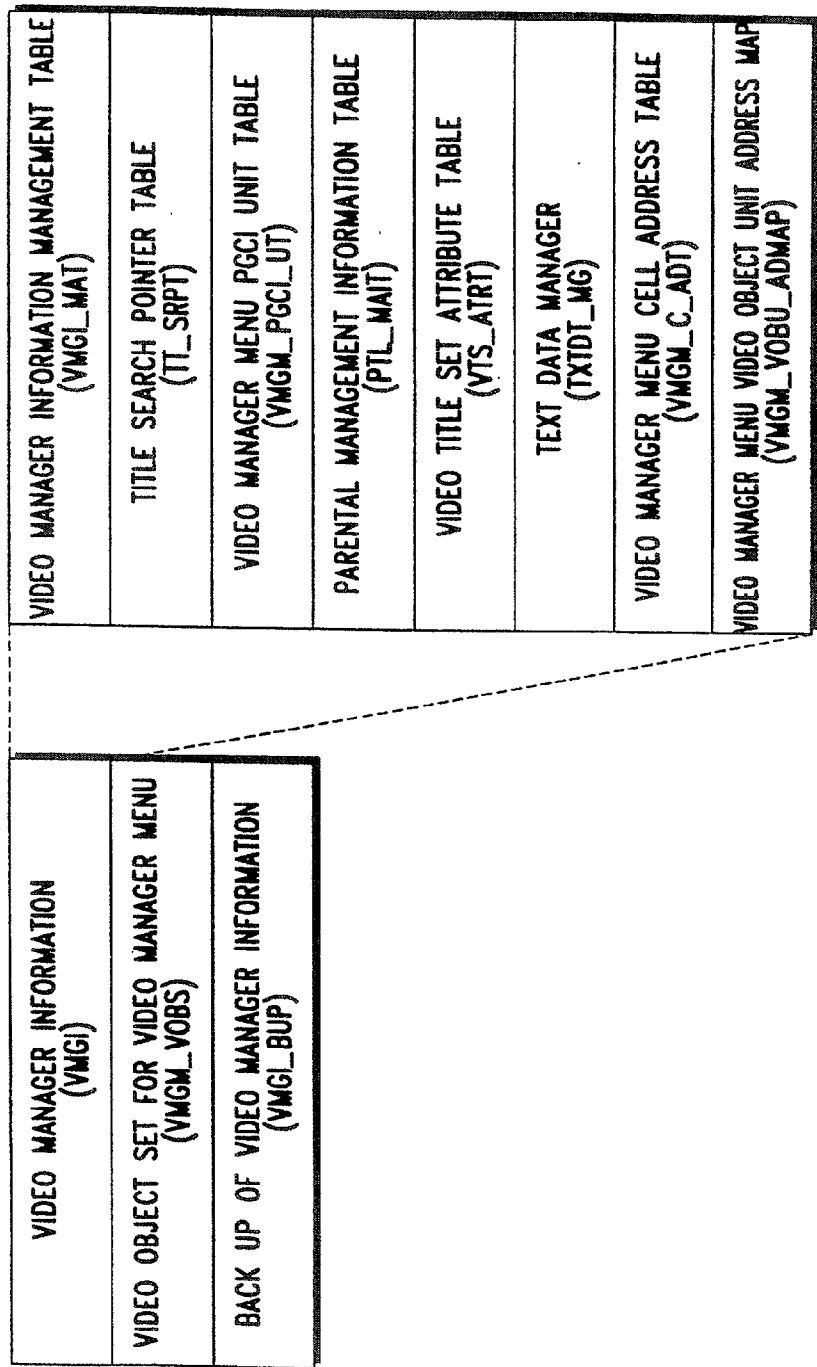 VIDEO MANAGER INFORMATION
(VMGI)
VIDEO OBJECT SET FOR VIDEO MANAGER MENU
(VMGM_VOBS)
BACK UP OF VIDEO MANAGER INFORMATION
(VMGI_BUP)
VIDEO MANAGER INFORMATION MANAGEMENT TABLE
(VMGI_MAT)
TITLE SEARCH POINTER TABLE
(TT_SRPT)
VIDEO MANAGER MENU PGCI UNIT TABLE
(VMGM_PGCI_UT)
PARENTAL MANAGEMENT INFORMATION TABLE
(PTL_MAIT)
VIDEO TITLE SET ATTRIBUTE TABLE
(VTS_ATRT)
TEXT DATA MANAGER
(TXTDT_MG)
VIDEO MANAGER MENU CELL ADDRESS TABLE
(VMGM_C_ADT)
VIDEO MANAGER MENU VIDEO OBJECT UNIT ADDRESS MAP
(VMGM_VOBU_ADMAP)